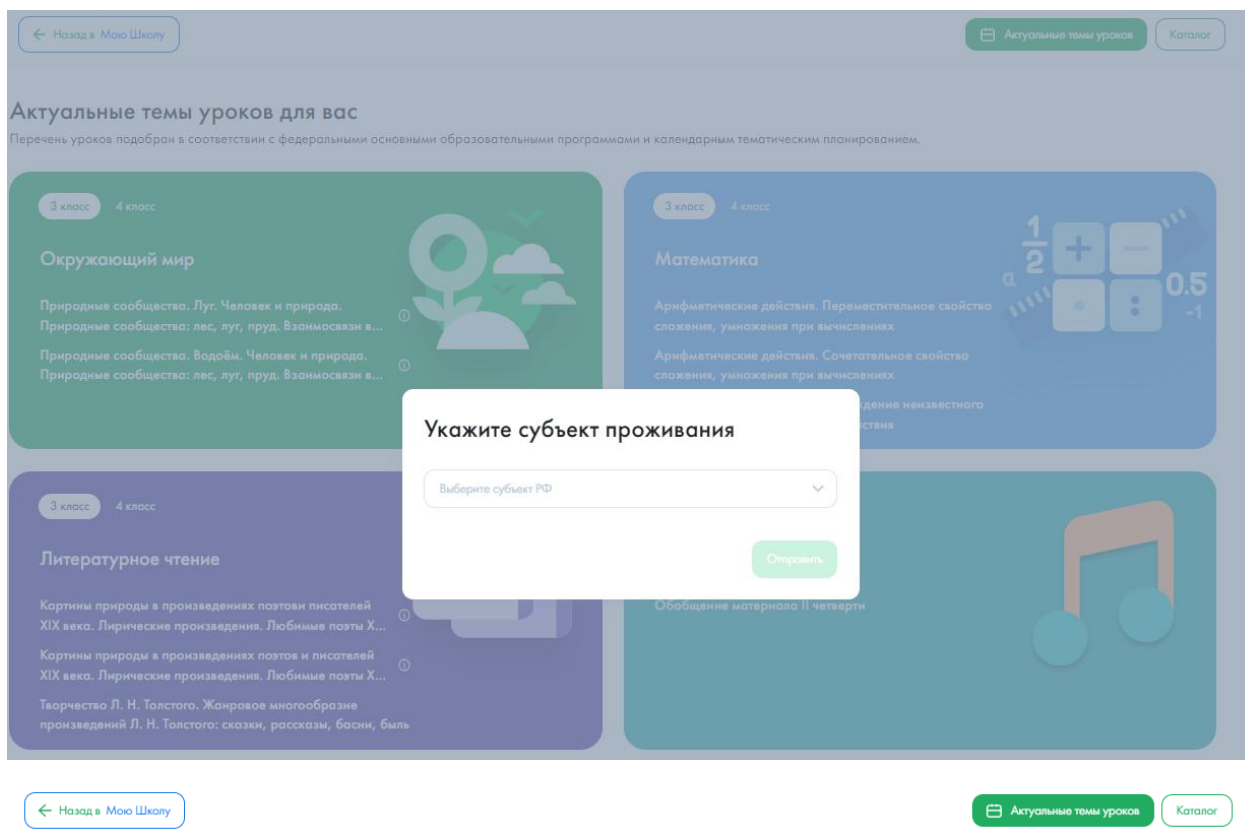 Назад в Мою Школу
Актуальные темы уроков
Каталог
Актуальные темы уроков для вас
Перечень уроков подобран в соответствии с федеральными основными образовательными программами и календарным тематическим планированием.
3 класс 4 класс
Окружающий мир
Природные сообщества. Луг. Человек и природа.
Природные сообщества: лес, луг, пруд. Взаимосвязи в...
Природные сообщества. Водоём. Человек и природа.
Природные сообщества: лес, луг, пруд. Взаимосвязи в...
3 класс 4 класс
Математика
Арифметические действия. Переместительное свойство
сложения, умножения при вычислениях
Арифметические действия. Сочетательное свойство
сложения, умножения при вычислениях
неизвестного
1
2
a
+
−
:
0.5
-1
Укажите субъект проживания
Выберите субъект РФ
Отправить
3 класс 4 класс
Литературное чтение
Картины природы в произведениях поэтови писателей
XIX века. Лирические произведения. Любимые поэты X...
Картины природы в произведениях поэтов и писателей
XIX века. Лирические произведения. Любимые поэты X...
Творчество Л. Н. Толстого. Жанровое многообразие
произведений Л. Н. Толстого: сказки, рассказы, басни, быль
Обобщение материала II четверти
Назад в Мою Школу
Актуальные темы уроков
Каталог